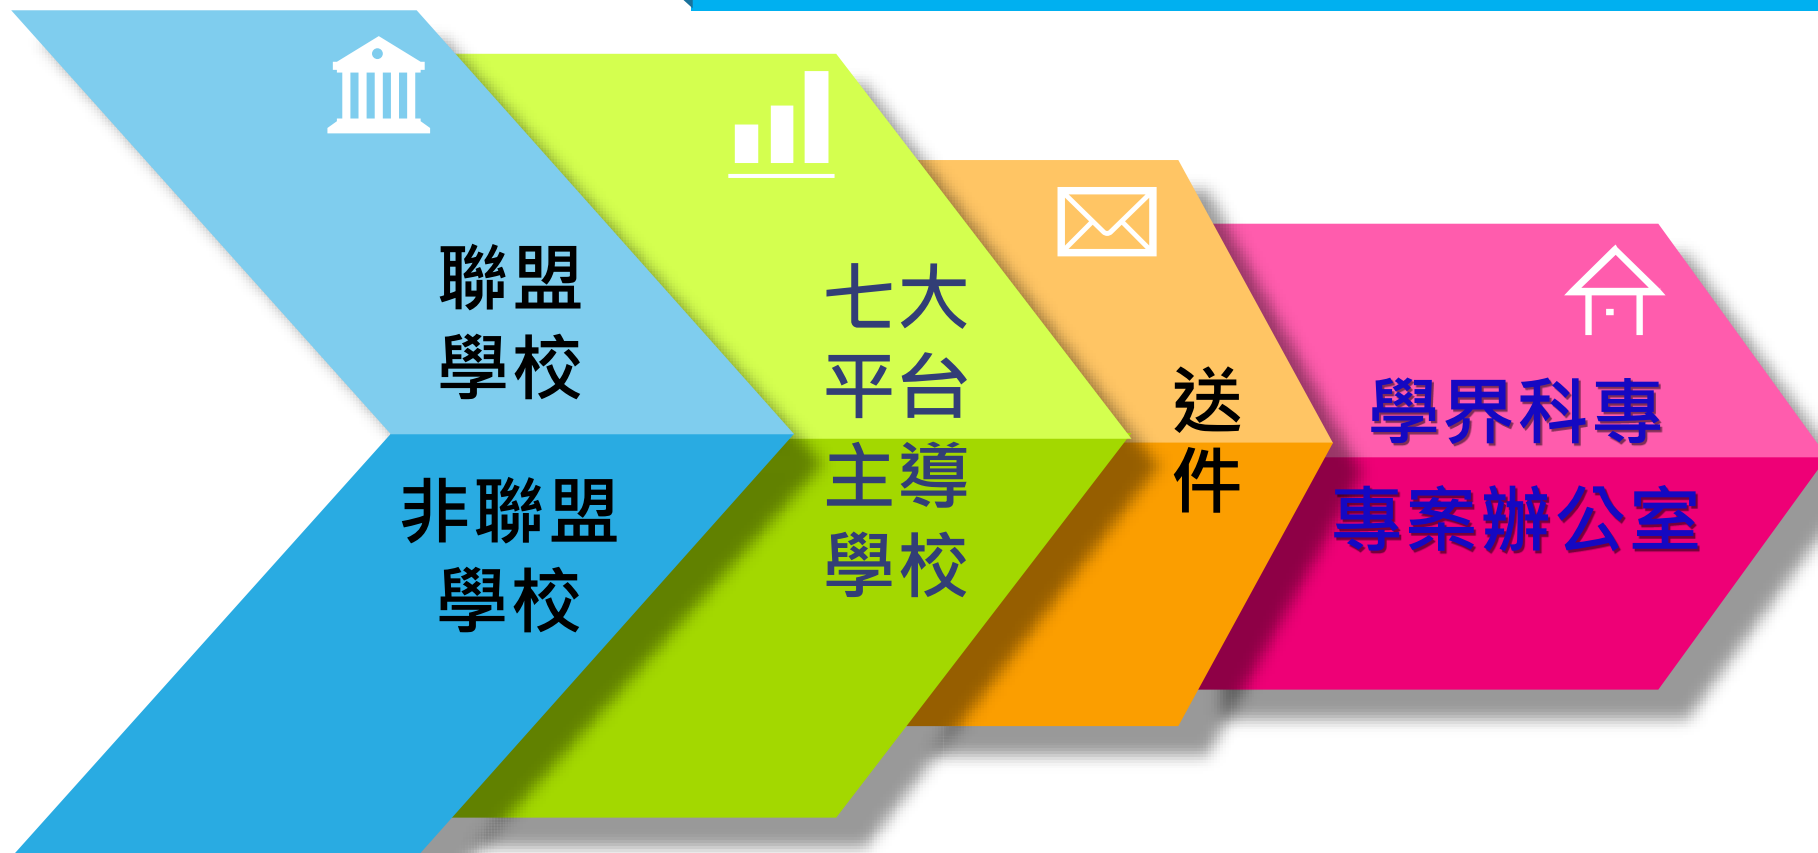 聯盟
學校
非聯盟
學校
七大
平台
主導
學校
送
件
學界科專
專案辦公室